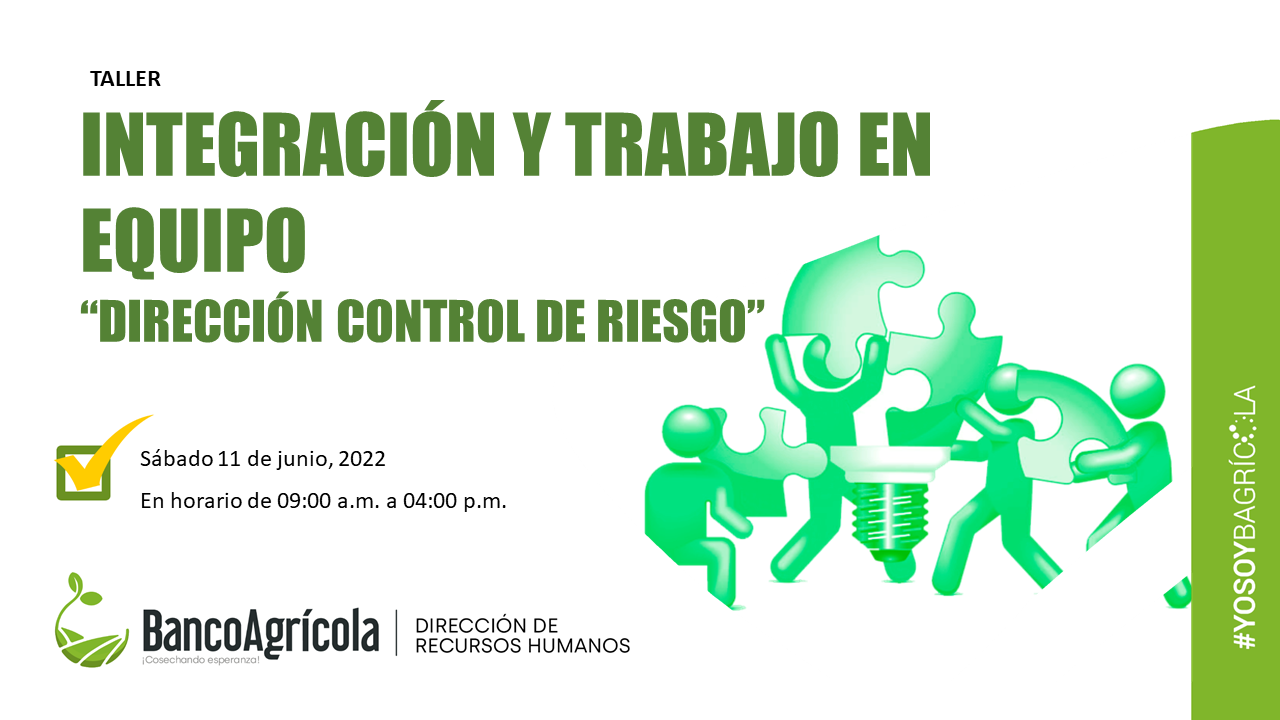 TALLER
INTEGRACIÓN Y TRABAJO EN
EQUIPO
“DIRECCIÓN CONTROL DE RIESGO”
Sábado 11 de junio, 2022
En horario de 09:00 a.m. a 04:00 p.m.
BancoAgrícola
¡Cosechando esperanza!
DIRECCIÓN DE
RECURSOS HUMANOS
#YOSOYBAGRÍCOLA